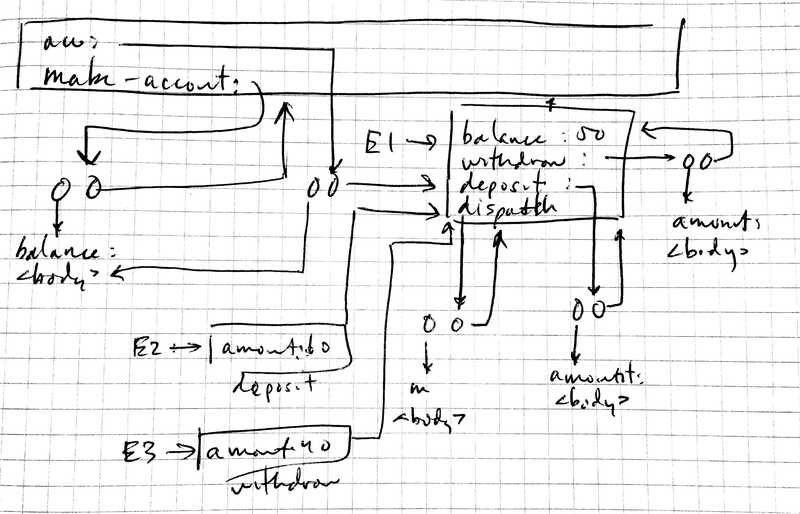 acc:
make-account:
E1
balance: 50
withdraw:
deposit:
dispatch
amount:
<body>
balance:
<body>
E2
amount:60
deposit
m
<body>
amount:
<body>
E3
amount:40
withdraw